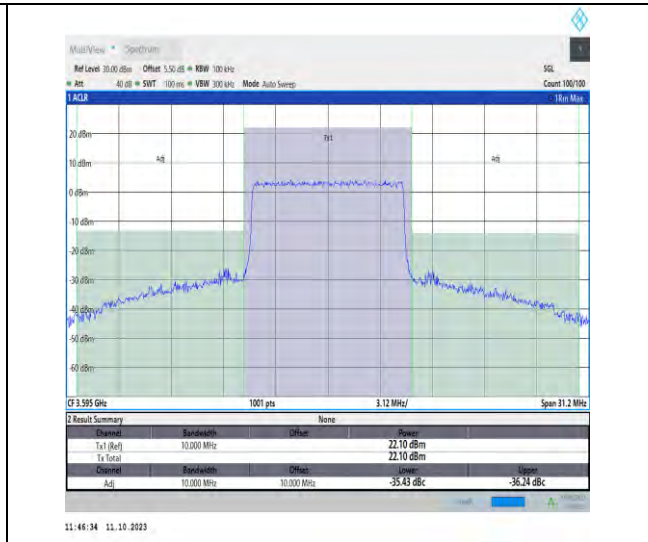 MultiView Spectrum
1
Ref Level 30.00 dBm Offset 5.50 dB RBW 100 kHz SGL
Att 40 dB SWT 100 ms VBW 300 kHz Mode Auto Sweep Count 100/100
1 ACLR 1Rm Max
Tx1
Adj Adj
20 dBm
10 dBm
0 dBm
-10 dBm
-20 dBm
-30 dBm
-40 dBm
-50 dBm
-60 dBm
CF 3.595 GHz 1001 pts 3.12 MHz/ Span 31.2 MHz
2 Result Summary None
Channel Bandwidth Offset Power
Tx1 (Ref) 10.000 MHz 22.10 dBm
Tx Total 22.10 dBm
Channel Bandwidth Offset Lower Upper
Adj 10.000 MHz 10.000 MHz -35.43 dBc -36.24 dBc
11:46:34 11.10.2023